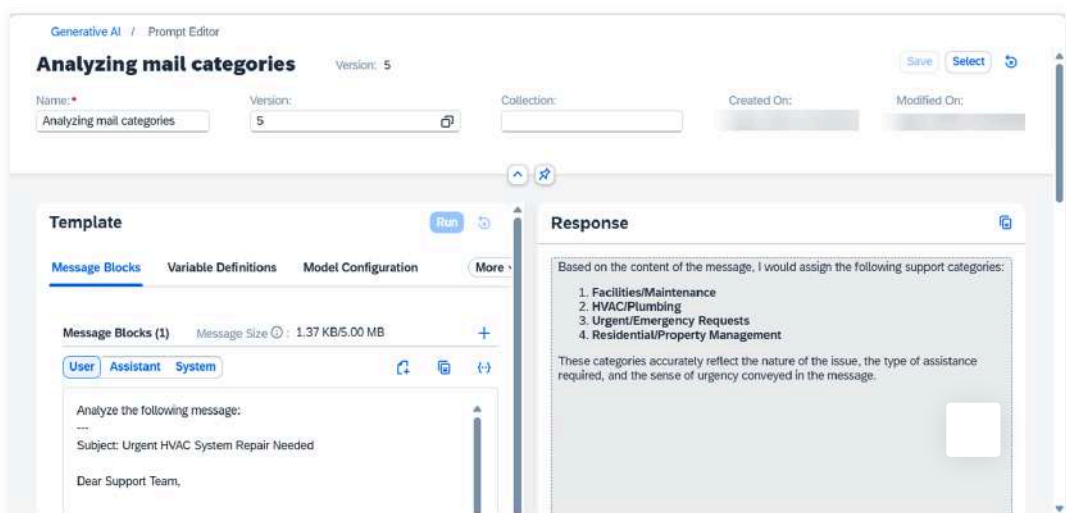 Generative AI / Prompt Editor
Analyzing mail categories Version: 5
Save Select
Name:* Version: Collection: Created On: Modified On:
Analyzing mail categories 5
Template Run
Message Blocks Variable Definitions Model Configuration More
Message Blocks (1) Message Size : 1.37 KB/5.00 MB
User Assistant System
Analyze the following message:
---
Subject: Urgent HVAC System Repair Needed
Dear Support Team,
Response
Based on the content of the message, I would assign the following support categories:
1. Facilities/Maintenance
2. HVAC/Plumbing
3. Urgent/Emergency Requests
4. Residential/Property Management
These categories accurately reflect the nature of the issue, the type of assistance
required, and the sense of urgency conveyed in the message.